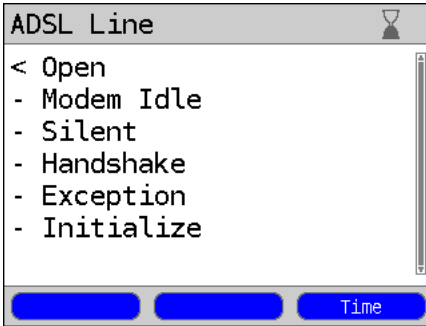 ADSL Line
< Open
- Modem Idle
- Silent
- Handshake
- Exception
- Initialize
Time